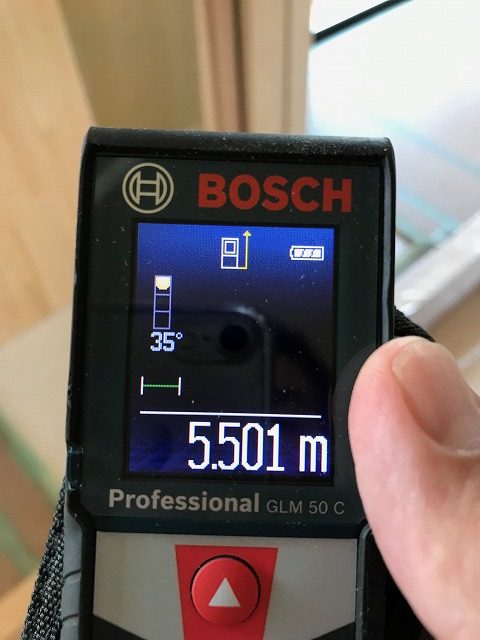 BOSCH
35°
5.501 m
Professional GLM 50 C